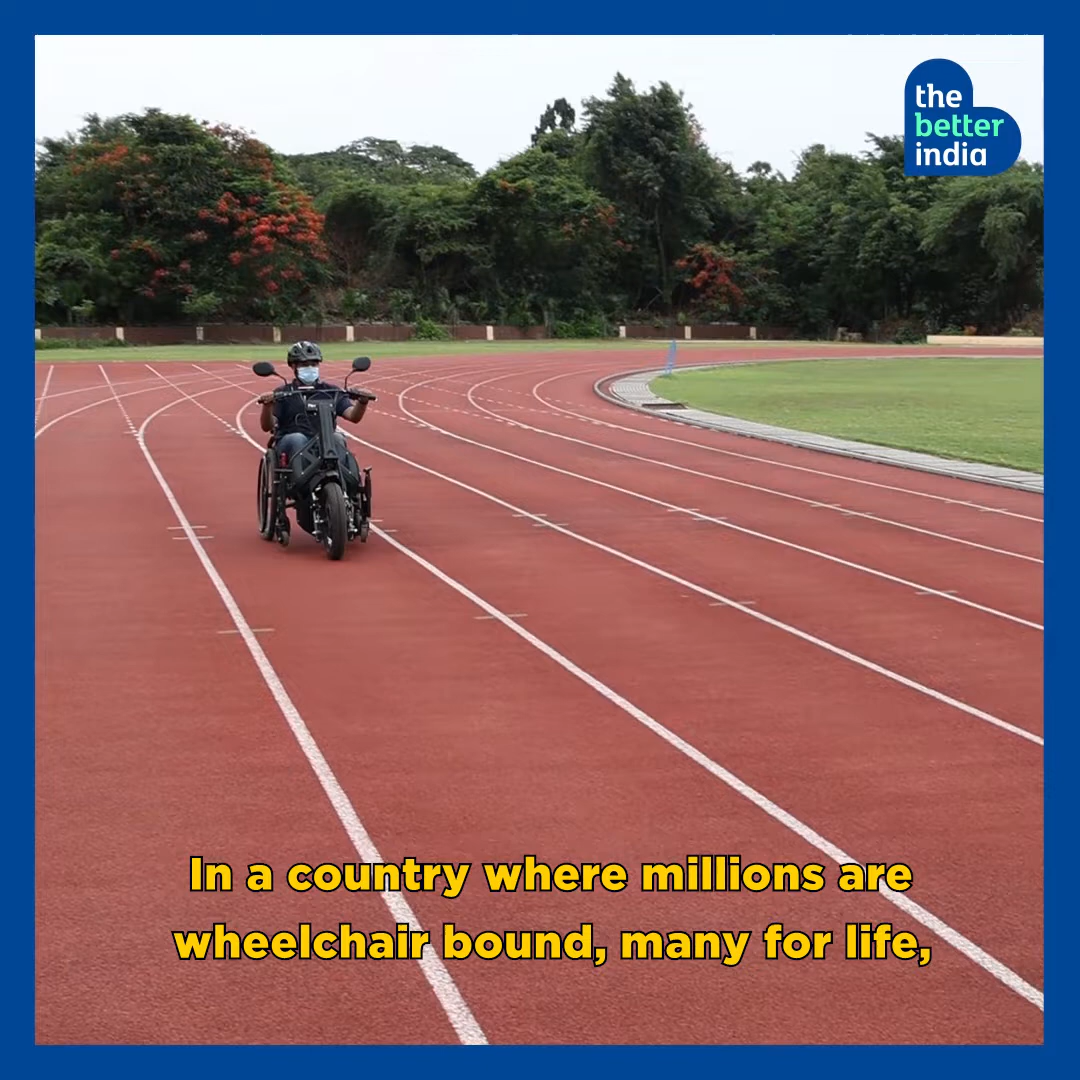 the
better
india
In a country where millions are
wheelchair bound, many for life,